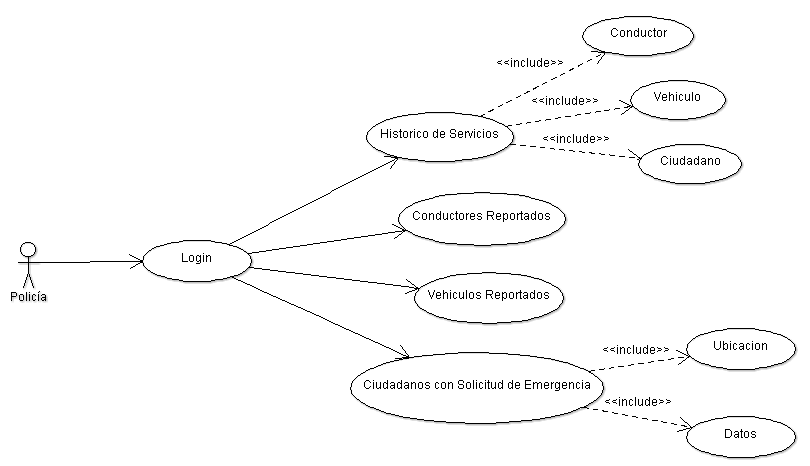 Conductor
<<include>>
Vehiculo
<<include>>
Historico de Servicios
<<include>>
Ciudadano
Conductores Reportados
Login
Policía
Vehiculos Reportados
Ubicacion
<<include>>
Ciudadanos con Solicitud de Emergencia
<<include>>
Datos